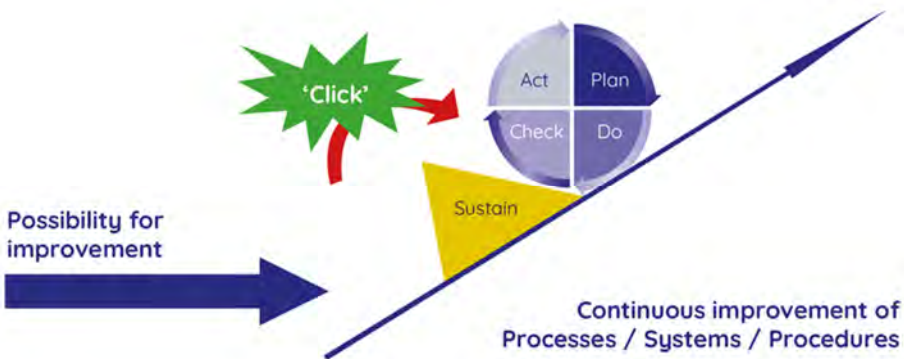 ‘Click’
Act
Plan
Check
Do
Sustain
Possibility for
improvement
Continuous improvement of
Processes / Systems / Procedures